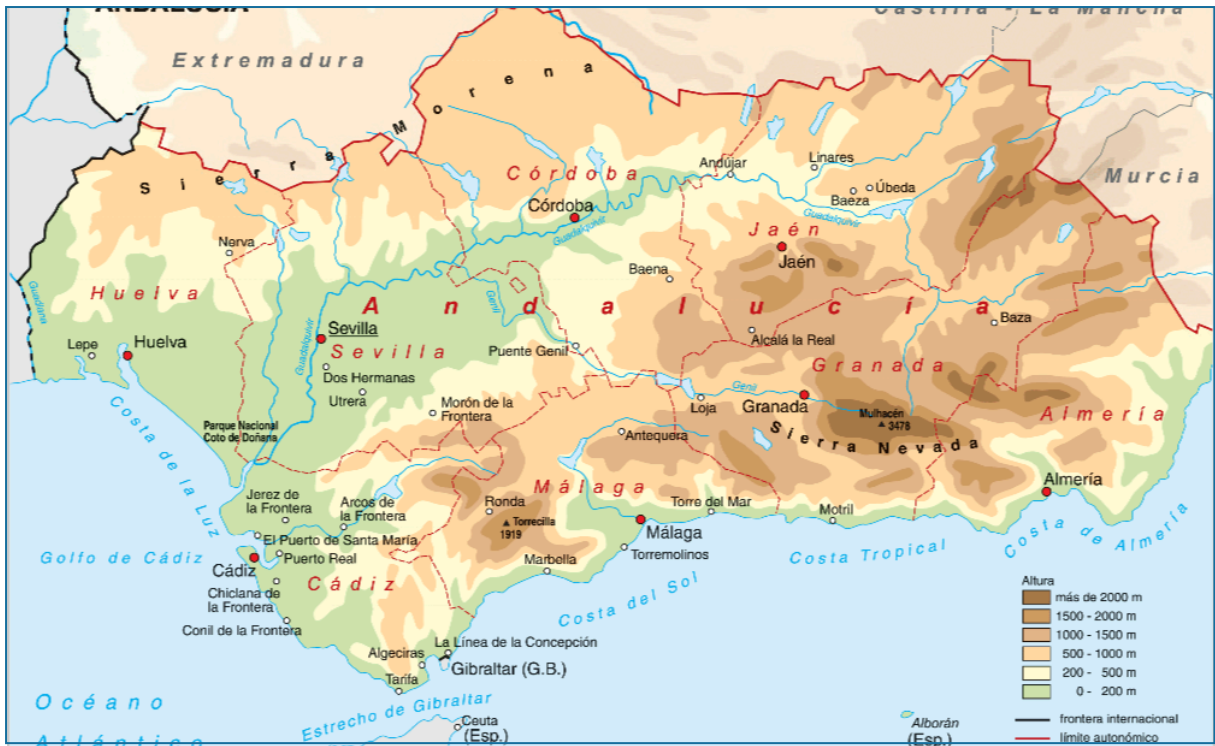 ANDALUCÍA
Castilla - La Mancha
Extremadura
Sierra Morena
Murcia
Córdoba
Andújar
Linares
Baeza
Úbeda
Córdoba
Guadalquivir
Guadalquivir
Jaén
Jaén
Nerva
Baena
Huelva
Guadiana
Andalucía
Genil
Baza
Lepe
Huelva
Sevilla
Sevilla
Guadalquivir
Puente Genil
Alcalá la Real
Dos Hermanas
Utrera
Granada
Genil
Loja
Granada
Mulhacén
3478
Almería
Morón de la
Frontera
Costa de la Luz
Parque Nacional
Coto de Doñana
Antequera
Sierra Nevada
Málaga
Almería
Jerez de
la Frontera
Arcos de
la Frontera
Ronda
Torrecilla
1919
Torre del Mar
Motril
Málaga
El Puerto de Santa María
Puerto Real
Golfo de Cádiz
Cádiz
Cádiz
Marbella
Torremolinos
Costa Tropical
Costa de Almería
Chiclana de
la Frontera
Costa del Sol
Conil de la Frontera
La Línea de la Concepción
Algeciras
Gibraltar (G.B.)
Tarifa
Estrecho de Gibraltar
Ceuta
(Esp.)
Océano
Atlántico
Alborán
(Esp.)
Altura
más de 2000 m
1500 - 2000 m
1000 - 1500 m
500 - 1000 m
200 - 500 m
0 - 200 m
frontera internacional
límite autonómico